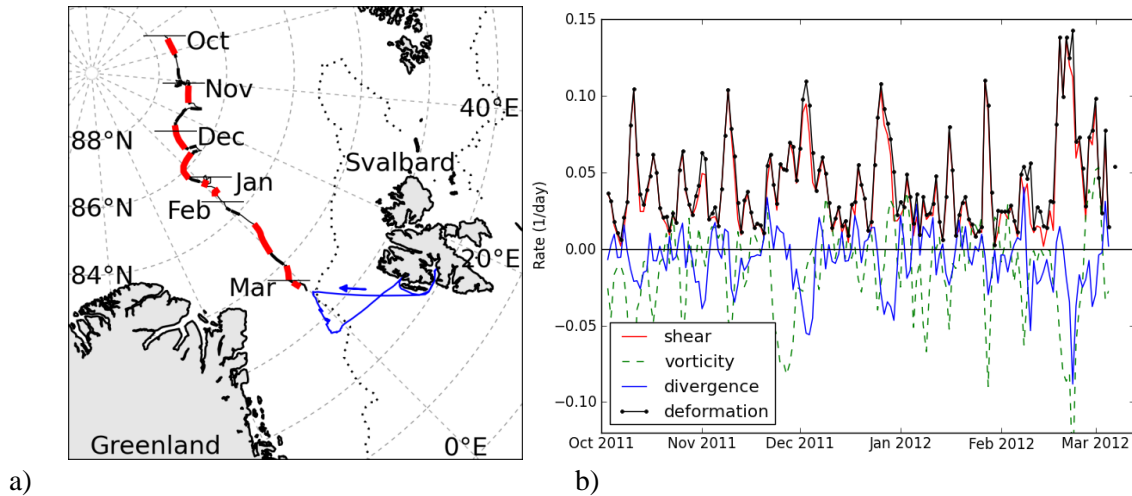 Oct
Nov
40°E
88°N
Dec
Svalbard
Jan
86°N
Feb
20°E
84°N
Mar
Greenland
0°E
a)
0.15
0.10
0.05
0.00
−0.05
−0.10
Rate (1/day)
shear
vorticity
divergence
deformation
Oct 2011
Nov 2011
Dec 2011
Jan 2012
Feb 2012
Mar 2012
b)